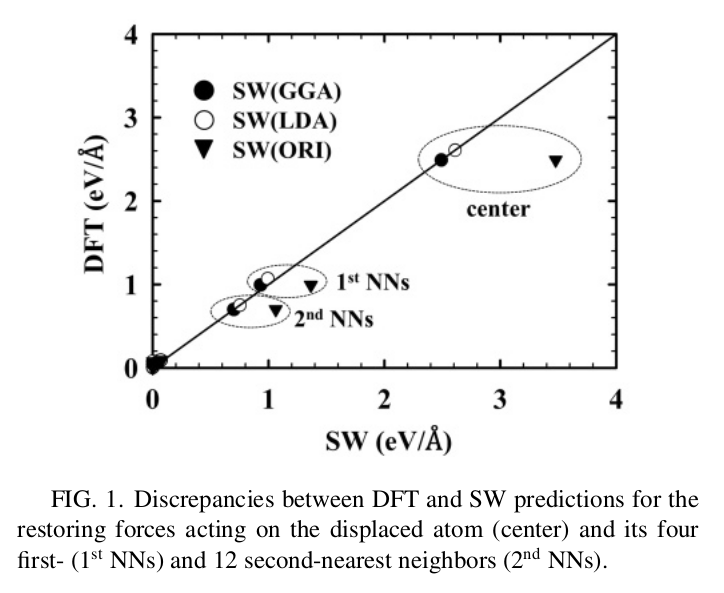 4
3
2
1
0
DFT (eV/Å)
SW(GGA)
SW(LDA)
SW(ORI)
center
1st NNs
2nd NNs
0 1 2 3 4
SW (eV/Å)
FIG. 1. Discrepancies between DFT and SW predictions for the
restoring forces acting on the displaced atom (center) and its four
first- (1st NNs) and 12 second-nearest neighbors (2nd NNs).